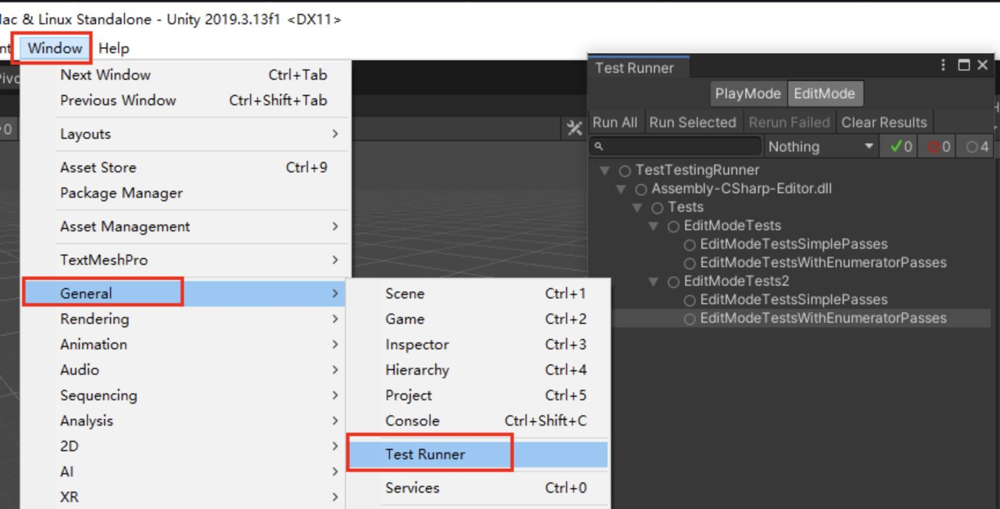 Mac & Linux Standalone - Unity 2019.3.13f1 <DX11>
Window Help
Next Window Ctrl+Tab
Previous Window Ctrl+Shift+Tab
Layouts
Asset Store Ctrl+9
Package Manager
Asset Management
TextMeshPro
General
Rendering
Animation
Audio
Sequencing
Analysis
2D
AI
XR
Scene Ctrl+1
Game Ctrl+2
Inspector Ctrl+3
Hierarchy Ctrl+4
Project Ctrl+5
Console Ctrl+Shift+C
Test Runner
Services Ctrl+0
Test Runner
PlayMode EditMode
Run All Run Selected Rerun Failed Clear Results
Nothing 0 0 4
TestTestingRunner
Assembly-CSharp-Editor.dll
Tests
EditModeTests
EditModeTestsSimplePasses
EditModeTestsWithEnumeratorPasses
EditModeTests2
EditModeTestsSimplePasses
EditModeTestsWithEnumeratorPasses